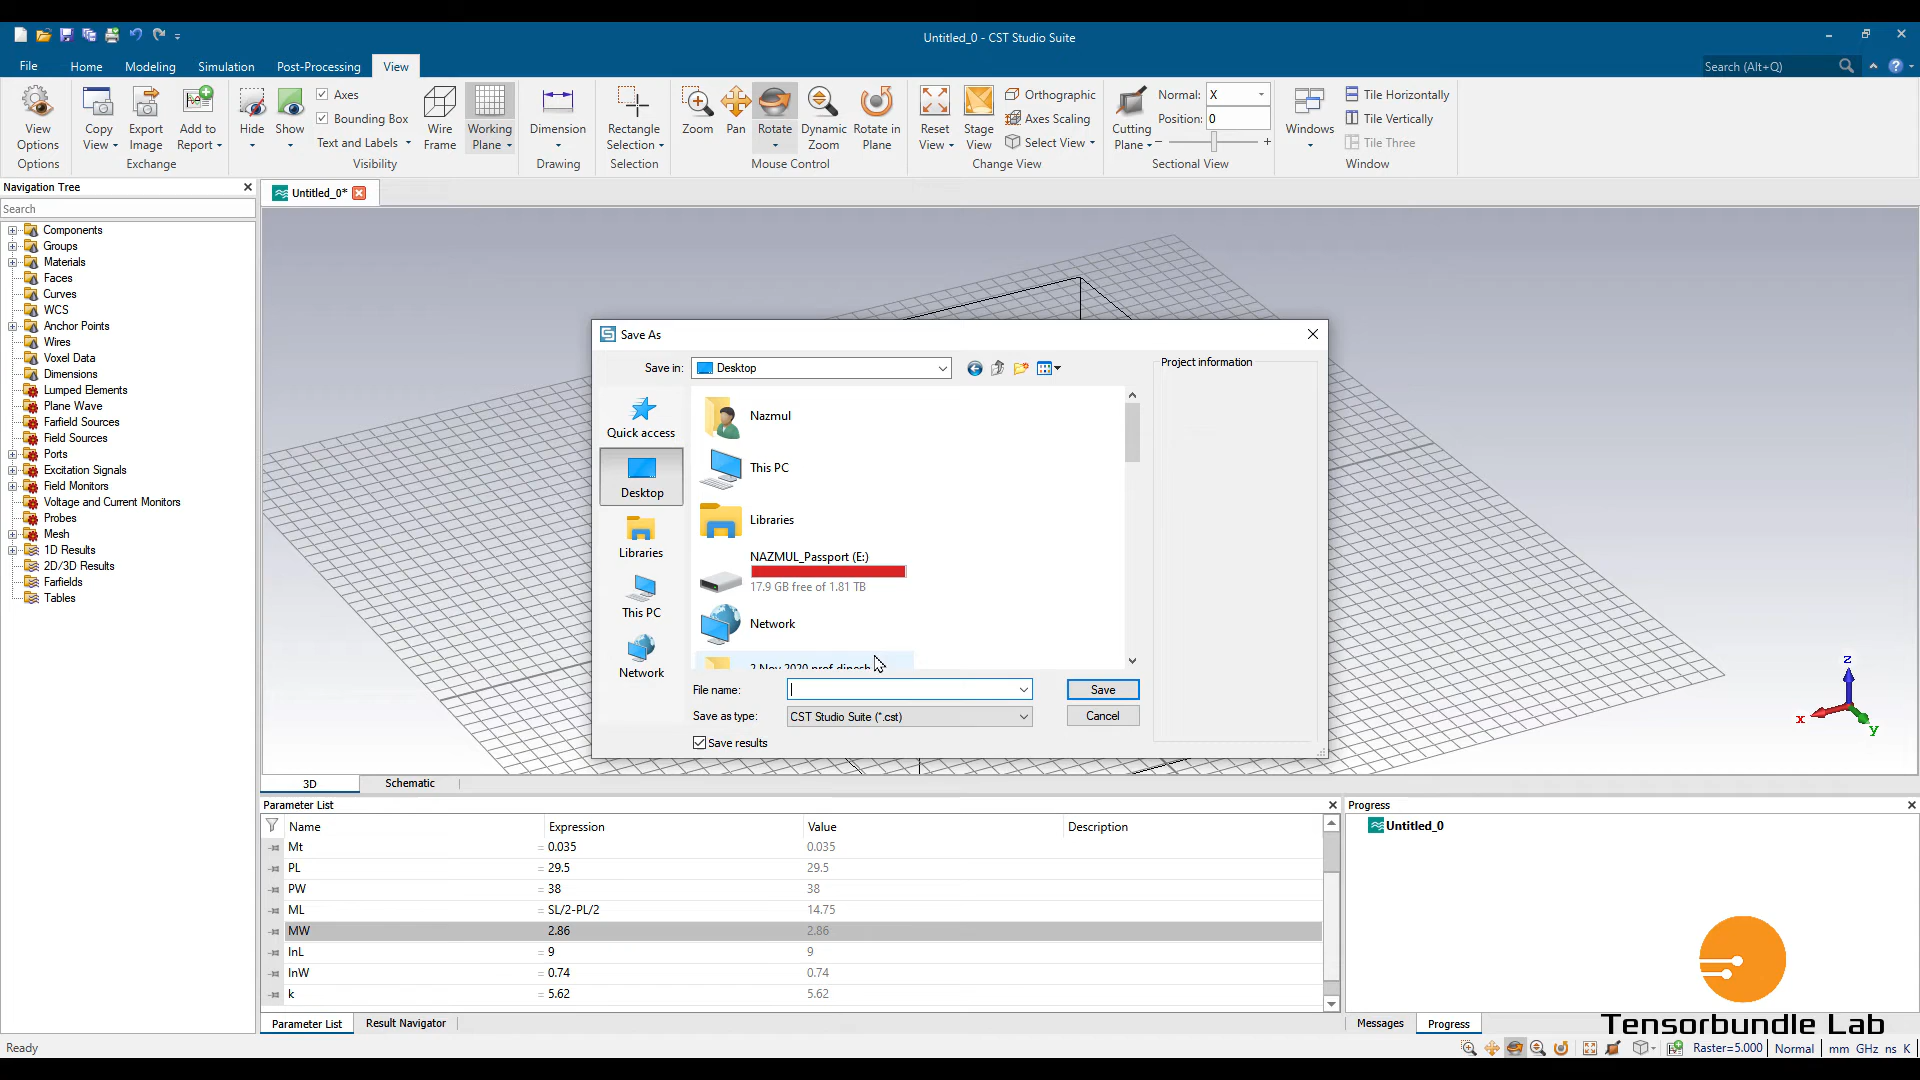 Untitled_0 - CST Studio Suite
File
Home
Modeling
Simulation
Post-Processing
View
Search (Alt+Q)
View Options
Copy View
Export Image
Add to Report
Hide
Show
Axes
Bounding Box
Text and Labels
Wire Frame
Working Plane
Dimension
Rectangle Selection
Zoom
Pan
Rotate
Dynamic Zoom
Rotate in Plane
Reset View
Stage View
Orthographic
Axes Scaling
Select View
Cutting Plane
Normal: X
Position: 0
Windows
Tile Horizontally
Tile Vertically
Tile Three
Options
Exchange
Visibility
Drawing
Selection
Mouse Control
Change View
Sectional View
Window
Navigation Tree
Untitled_0*
Search
Components
Groups
Materials
Faces
Curves
WCS
Anchor Points
Wires
Voxel Data
Dimensions
Lumped Elements
Plane Wave
Farfield Sources
Field Sources
Ports
Excitation Signals
Field Monitors
Voltage and Current Monitors
Probes
Mesh
1D Results
2D/3D Results
Farfields
Tables
Save As
Save in: Desktop
Project information
Quick access
Desktop
Libraries
This PC
Network
Nazmul
This PC
Libraries
NAZMUL_Passport (E:)
17.9 GB free of 1.81 TB
Network
2 Nov 2020 prof dinesh
File name:
Save
Save as type: CST Studio Suite (*.cst)
Cancel
Save results
z
x
y
3D
Schematic
Parameter List
Name Expression Value Description
Mt = 0.035 0.035
PL = 29.5 29.5
PW = 38 38
ML = SL/2-PL/2 14.75
MW 2.86 2.86
InL = 9 9
InW = 0.74 0.74
k = 5.62 5.62
Parameter List
Result Navigator
Progress
Untitled_0
Messages
Progress
Tensorbundle Lab
Ready
Raster=5.000 Normal mm GHz ns K